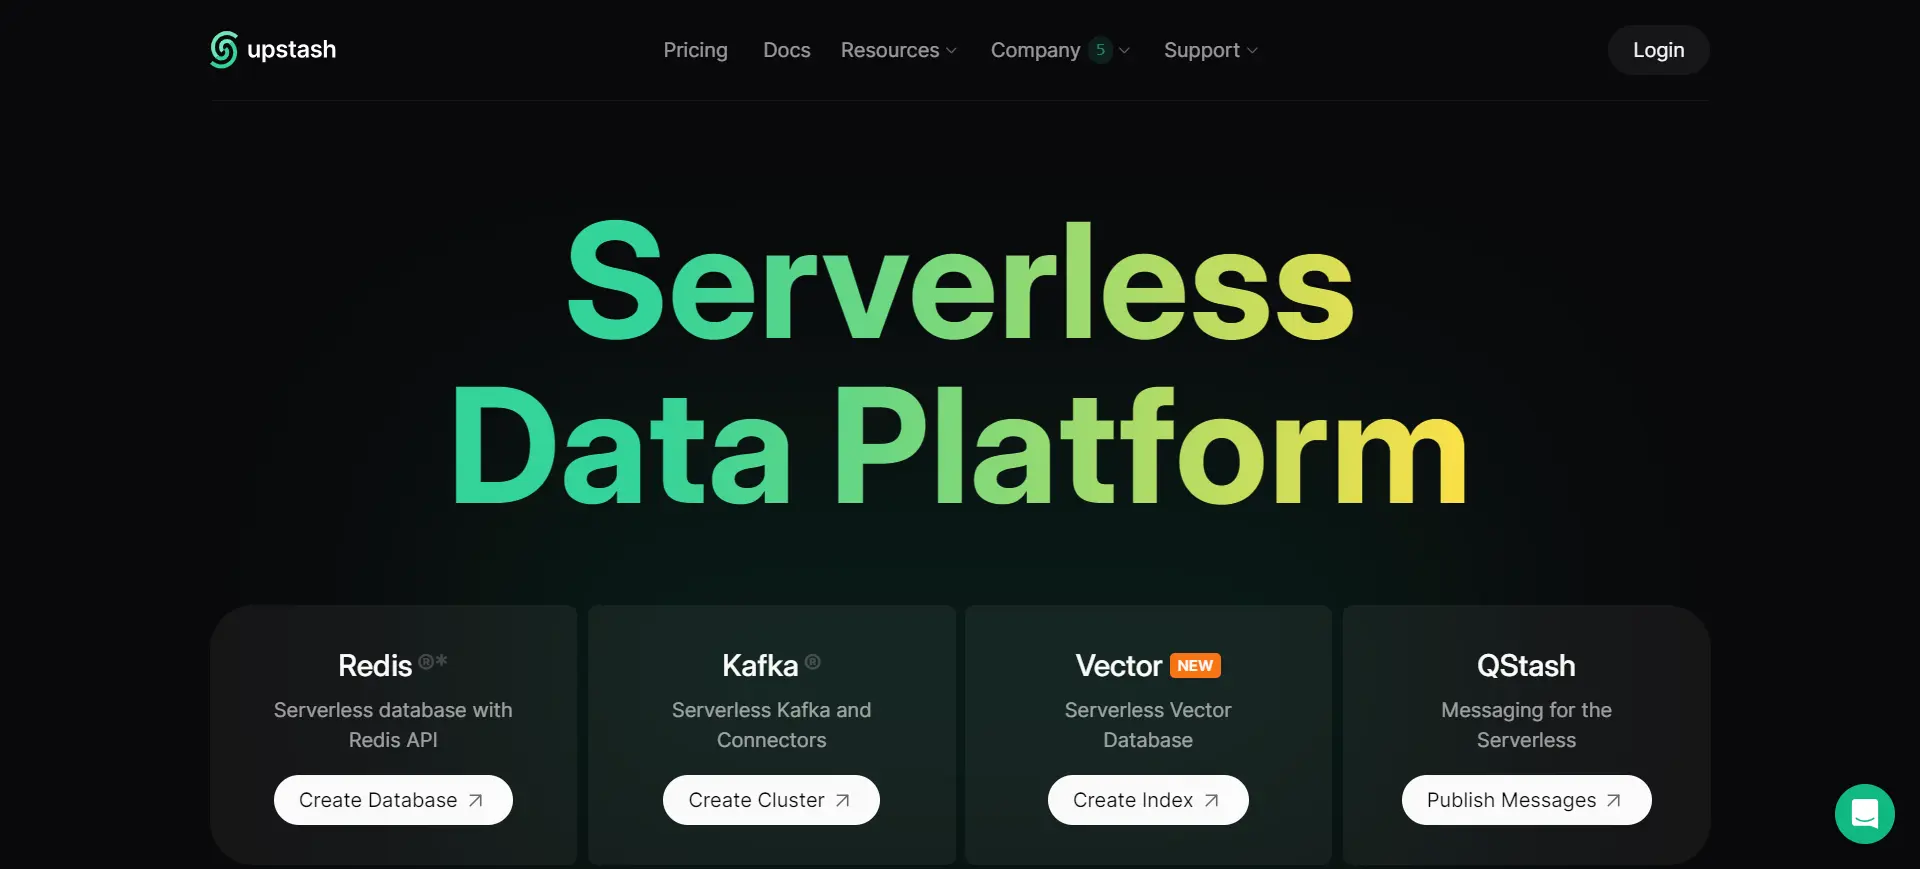 upstash
Pricing
Docs
Resources
Company 5
Support
Login
Serverless
Data Platform
Redis ®*
Serverless database with
Redis API
Create Database
Kafka ®
Serverless Kafka and
Connectors
Create Cluster
Vector NEW
Serverless Vector
Database
Create Index
QStash
Messaging for the
Serverless
Publish Messages